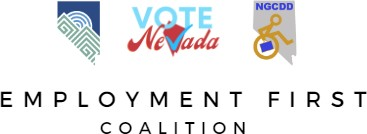 VOTE
Nevada
NGCDD
EMPLOYMENT FIRST
COALITION